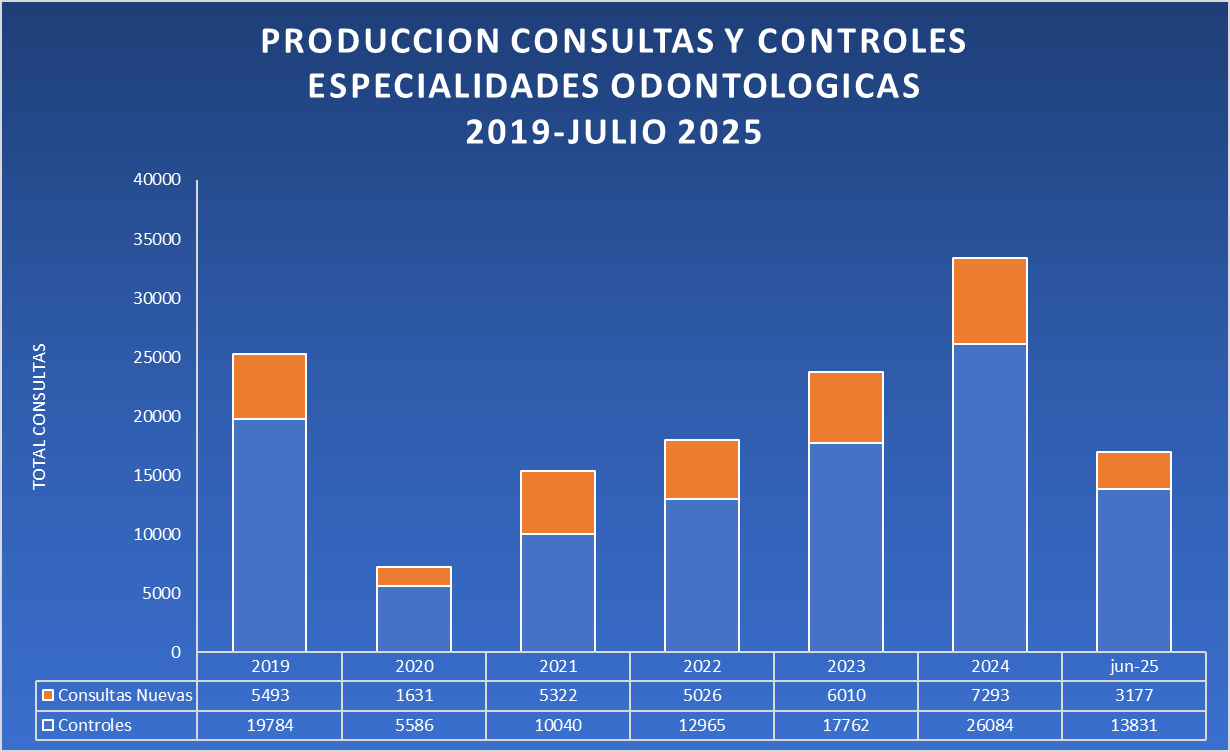 PRODUCCION CONSULTAS Y CONTROLES
ESPECIALIDADES ODONTOLOGICAS
2019-JULIO 2025
40000
35000
30000
25000
20000
15000
10000
5000
0
TOTAL CONSULTAS
2019 2020 2021 2022 2023 2024 jun-25
Consultas Nuevas 5493 1631 5322 5026 6010 7293 3177
Controles 19784 5586 10040 12965 17762 26084 13831